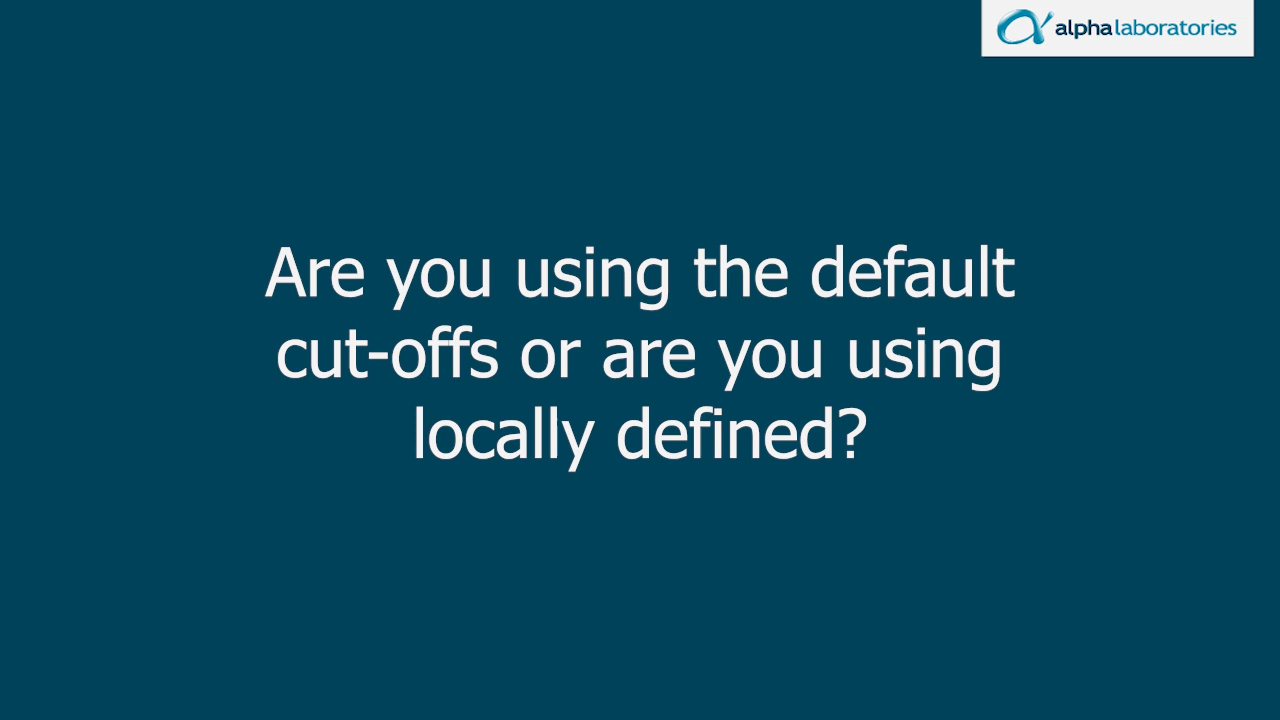 alphalaboratories
Are you using the default
cut-offs or are you using
locally defined?